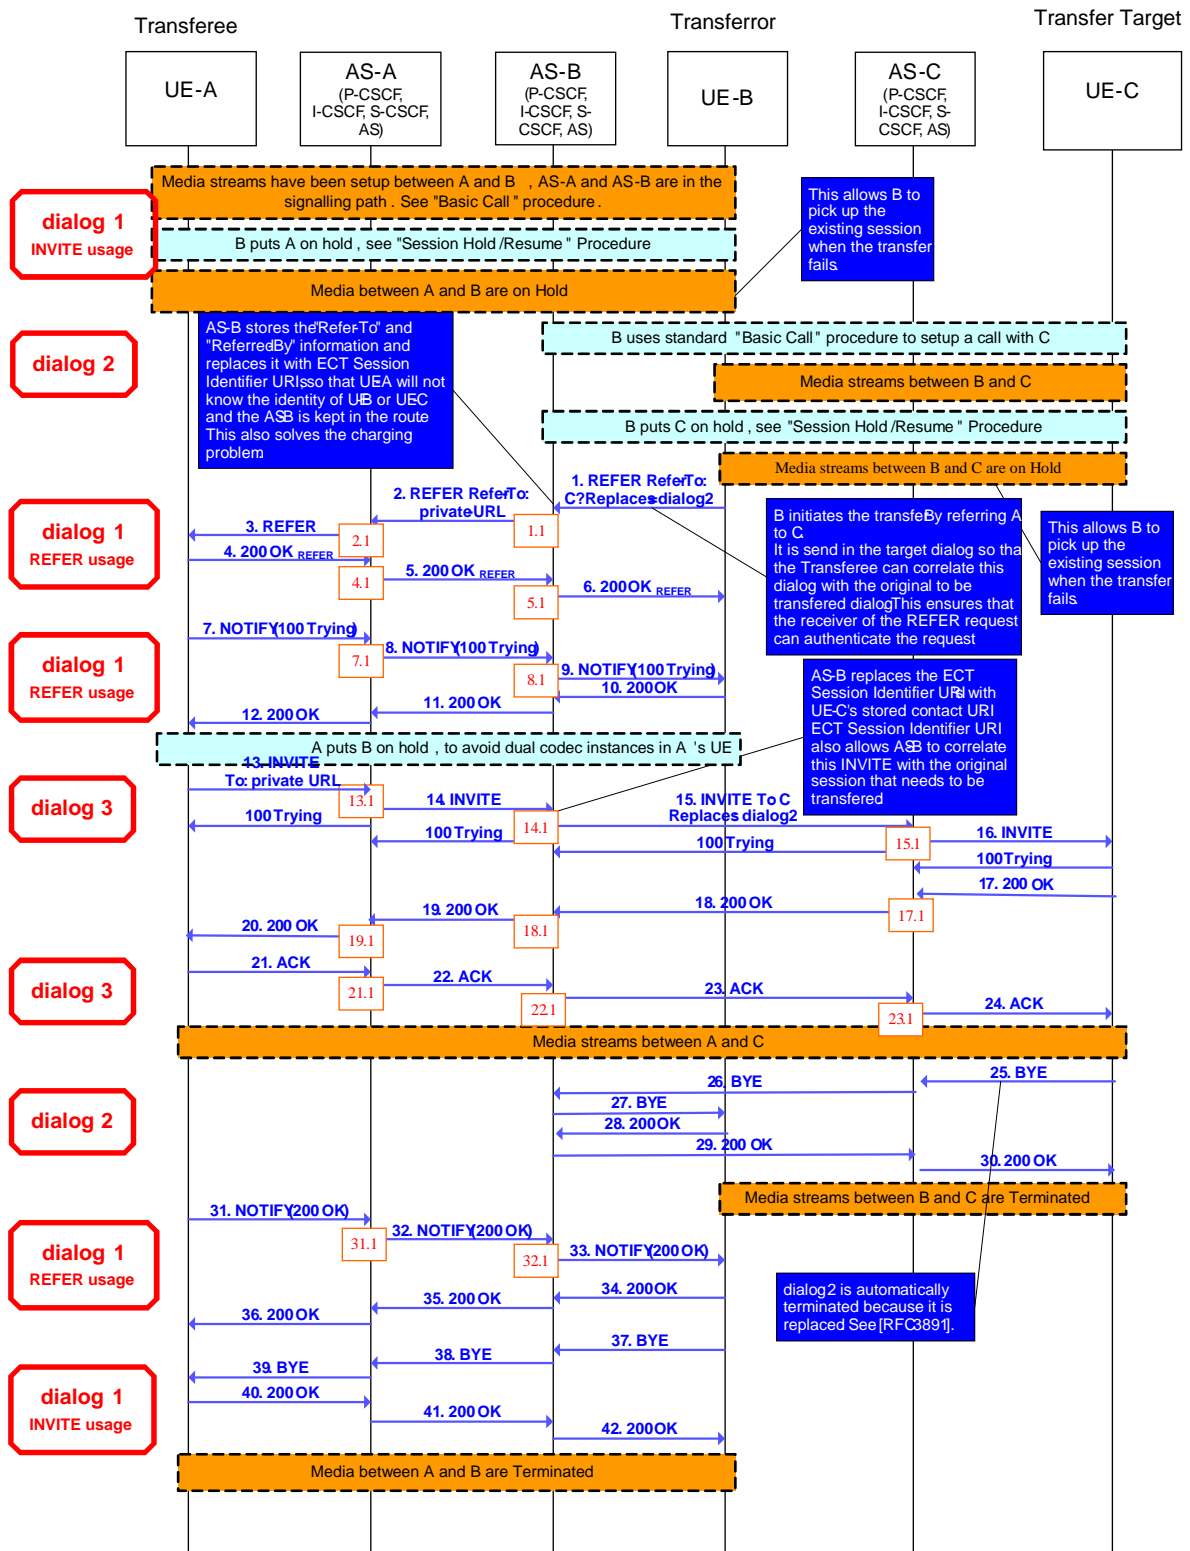 Transferee
Transferror
Transfer Target
UE-A
AS-A
(P-CSCF,
I-CSCF, S-CSCF,
AS)
AS-B
(P-CSCF,
I-CSCF, S-
CSCF, AS)
UE-B
AS-C
(P-CSCF,
I-CSCF, S-
CSCF, AS)
UE-C
Media streams have been setup between A and B , AS-A and AS-B are in the
signalling path . See "Basic Call " procedure .
dialog 1
INVITE usage
This allows B to
pick up the
existing session
when the transfer
fails.
B puts A on hold , see "Session Hold /Resume " Procedure
Media between A and B are on Hold
AS-B stores the "Refer-To" and
"ReferredBy" information and
replaces it with ECT Session
Identifier URIs, so that UEA will not
know the identity of UEB or UEC
and the ASB is kept in the route
This also solves the charging
problem
dialog 2
B uses standard "Basic Call" procedure to setup a call with C
Media streams between B and C
B puts C on hold , see "Session Hold /Resume " Procedure
Media streams between B and C are on Hold
1. REFER ReferTo:
C?Replaces=dialog2
2. REFER ReferTo:
private-URL
3. REFER
1.1
2.1
dialog 1
REFER usage
4. 200 OK REFER
4.1
5. 200 OK REFER
5.1
6. 200 OK REFER
B initiates the transfer By referring A
to C.
It is send in the target dialog so tha
the Transferee can correlate this
dialog with the original to be
transfered dialog This ensures that
the receiver of the REFER request
can authenticate the request
This allows B to
pick up the
existing session
when the transfer
fails.
7. NOTIFY(100 Trying)
7.1
8. NOTIFY(100 Trying)
8.1
9. NOTIFY(100 Trying)
10. 200 OK
11. 200 OK
12. 200 OK
dialog 1
REFER usage
AS-B replaces the ECT
Session Identifier URIs with
UE-C's stored contact URI
ECT Session Identifier URI
also allows ASB to correlate
this INVITE with the original
session that needs to be
transfered
A puts B on hold , to avoid dual codec instances in A 's UE
13. INVITE
To: private URL
13.1
dialog 3
14. INVITE
14.1
15. INVITE To C
Replaces dialog2
15.1
16. INVITE
100 Trying
100 Trying
100 Trying
100 Trying
17. 200 OK
17.1
18. 200 OK
18.1
19. 200 OK
19.1
20. 200 OK
21. ACK
21.1
22. ACK
22.1
23. ACK
23.1
24. ACK
dialog 3
Media streams between A and C
25. BYE
26. BYE
27. BYE
28. 200 OK
29. 200 OK
30. 200 OK
dialog 2
Media streams between B and C are Terminated
31. NOTIFY(200 OK)
31.1
32. NOTIFY(200 OK)
32.1
33. NOTIFY(200 OK)
dialog 1
REFER usage
34. 200 OK
35. 200 OK
36. 200 OK
dialog 2 is automatically
terminated because it is
replaced See [RFC3891].
37. BYE
38. BYE
39. BYE
40. 200 OK
41. 200 OK
42. 200 OK
dialog 1
INVITE usage
Media between A and B are Terminated